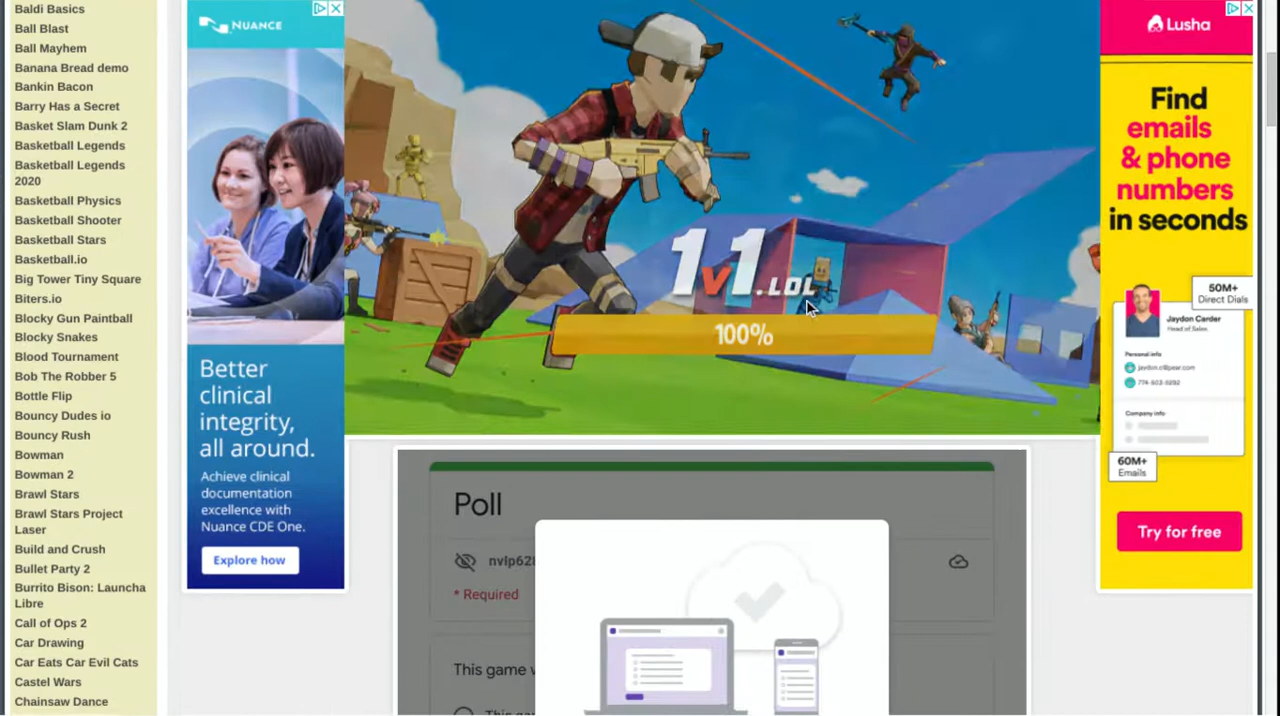 Baldi Basics
Ball Blast
Ball Mayhem
Banana Bread demo
Bankin Bacon
Barry Has a Secret
Basket Slam Dunk 2
Basketball Legends
Basketball Legends
2020
Basketball Physics
Basketball Shooter
Basketball Stars
Basketball.io
Big Tower Tiny Square
Biters.io
Blocky Gun Paintball
Blocky Snakes
Blood Tournament
Bob The Robber 5
Bottle Flip
Bouncy Dudes io
Bouncy Rush
Bowman
Bowman 2
Brawl Stars
Brawl Stars Project
Laser
Build and Crush
Bullet Party 2
Burrito Bison: Launcha
Libre
Call of Ops 2
Car Drawing
Car Eats Car Evil Cats
Castel Wars
Chainsaw Dance
NUANCE
Better
clinical
integrity,
all around.
Achieve clinical
documentation
excellence with
Nuance CDE One.
Explore how
1v1.LOL
100%
Poll
nvlp628
* Required
This game
This
Lusha
Find
emails
& phone
numbers
in seconds
50M+
Direct Dials
Jaydon Carder
Head of Sales
Personal info
774-603-9292
Company info
60M+
Emails
Try for free